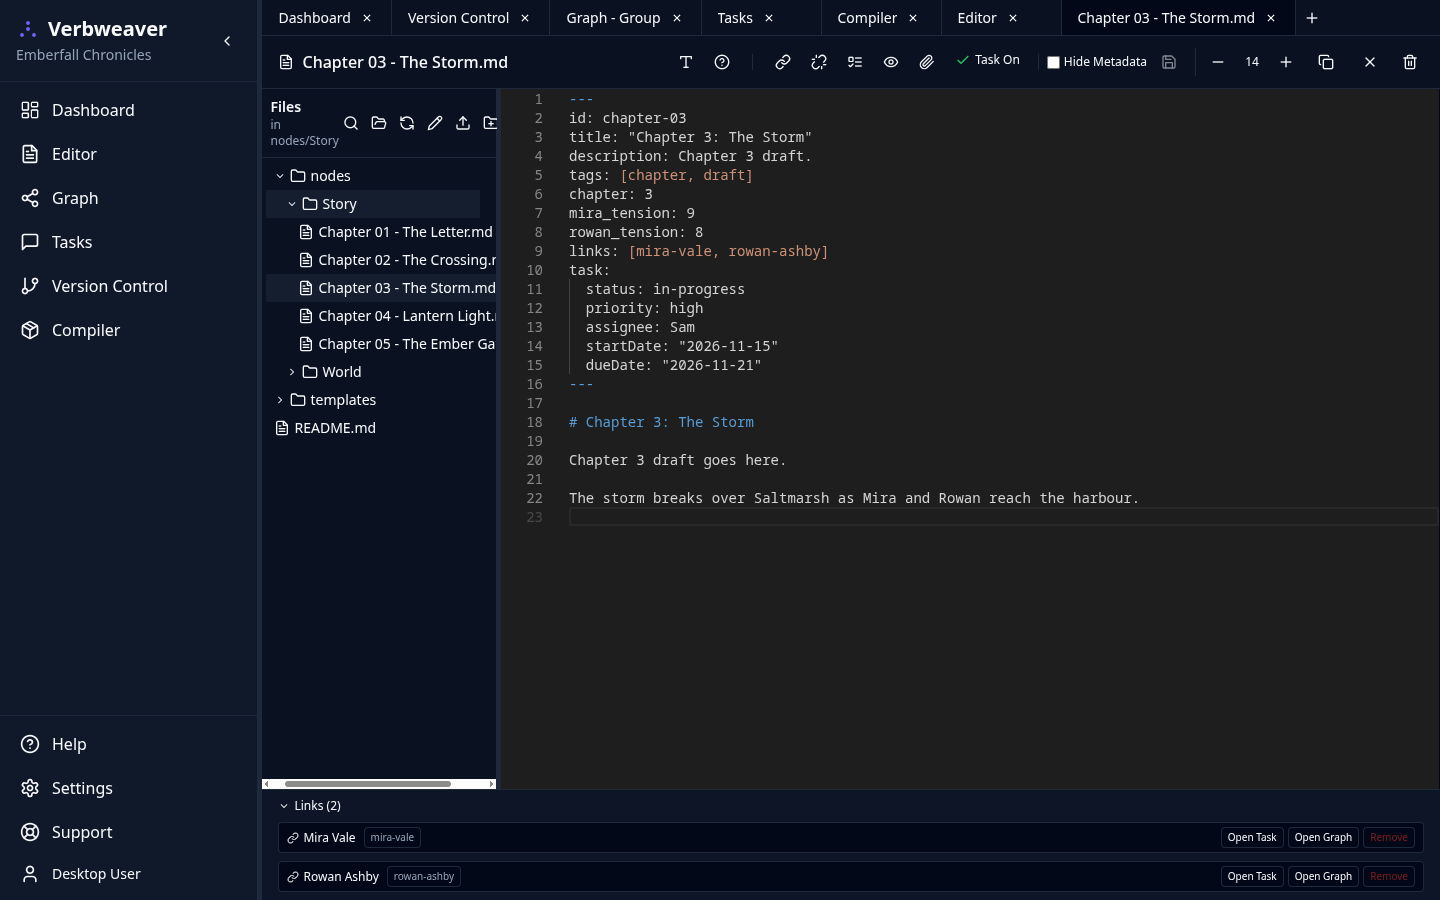 Verbweaver
Emberfall Chronicles
Dashboard
Editor
Graph
Tasks
Version Control
Compiler
Help
Settings
Support
Desktop User
Dashboard
Version Control
Graph - Group
Tasks
Compiler
Editor
Chapter 03 - The Storm.md
Chapter 03 - The Storm.md
Task On
Hide Metadata
14
Files
in
nodes/Story
nodes
Story
Chapter 01 - The Letter.md
Chapter 02 - The Crossing.
Chapter 03 - The Storm.md
Chapter 04 - Lantern Light.
Chapter 05 - The Ember Ga
World
templates
README.md
1 ---
2 id: chapter-03
3 title: "Chapter 3: The Storm"
4 description: Chapter 3 draft.
5 tags: [chapter, draft]
6 chapter: 3
7 mira_tension: 9
8 rowan_tension: 8
9 links: [mira-vale, rowan-ashby]
10 task:
11 status: in-progress
12 priority: high
13 assignee: Sam
14 startDate: "2026-11-15"
15 dueDate: "2026-11-21"
16 ---
17
18 # Chapter 3: The Storm
19
20 Chapter 3 draft goes here.
21
22 The storm breaks over Saltmarsh as Mira and Rowan reach the harbour.
23
Links (2)
Mira Vale mira-vale Open Task Open Graph Remove
Rowan Ashby rowan-ashby Open Task Open Graph Remove